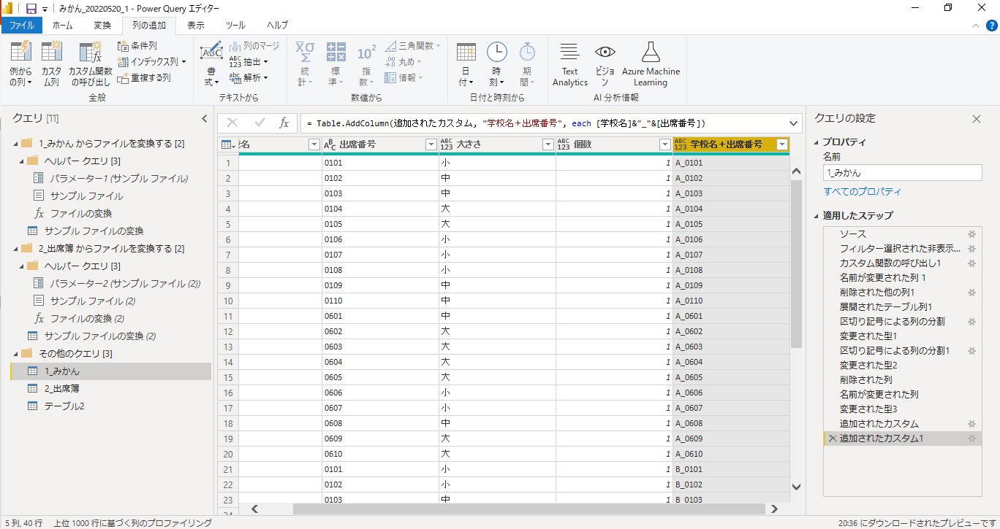 みかん_20220520_1 - Power Query エディター
ファイル ホーム 変換 列の追加 表示 ツール ヘルプ
例から
の列
カスタ
ム列
カスタム関数
の呼び出し
条件列
インデックス列
重複する列
全般
ABC
書
式
列のマージ
ABC
123 抽出
abc 解析
テキストから
ΧΟ
Σ
統
計
標
準
10²
指
数
三角関数
.00 丸め
情報
数値から
日
付
時
刻
期
間
日付と時刻から
Text
Analytics
ビジョ
ン
Azure Machine
Learning
AI 分析情報
クエリ [11]
1_みかん からファイルを変換する [2]
ヘルパー クエリ [3]
パラメーター1 (サンプル ファイル)
サンプル ファイル
fx ファイルの変換
サンプル ファイルの変換
2_出席簿 からファイルを変換する [2]
ヘルパー クエリ [3]
パラメーター2 (サンプル ファイル (2))
サンプル ファイル (2)
fx ファイルの変換 (2)
サンプル ファイルの変換 (2)
その他のクエリ [3]
1_みかん
2_出席簿
テーブル2
fx = Table.AddColumn(追加されたカスタム, "学校名＋出席番号", each [学校名]&"_"&[出席番号])
名 ABC 出席番号 ABC 123 大きさ ABC 123 個数 ABC 123 学校名＋出席番号
1 0101 小 1 A_0101
2 0102 中 1 A_0102
3 0103 中 1 A_0103
4 0104 大 1 A_0104
5 0105 大 1 A_0105
6 0106 小 1 A_0106
7 0107 小 1 A_0107
8 0108 小 1 A_0108
9 0109 中 1 A_0109
10 0110 中 1 A_0110
11 0601 中 1 A_0601
12 0602 大 1 A_0602
13 0603 大 1 A_0603
14 0604 大 1 A_0604
15 0605 大 1 A_0605
16 0606 小 1 A_0606
17 0607 小 1 A_0607
18 0608 中 1 A_0608
19 0609 大 1 A_0609
20 0610 大 1 A_0610
21 0101 小 1 B_0101
22 0102 小 1 B_0102
23 0103 中 1 B_0103
24
クエリの設定
プロパティ
名前
1_みかん
すべてのプロパティ
適用したステップ
ソース
フィルター選択された非表示...
カスタム関数の呼び出し1
名前が変更された列 1
削除された他の列1
展開されたテーブル列1
区切り記号による列の分割
変更された型1
区切り記号による列の分割1
変更された型2
削除された列
名前が変更された列
変更された型3
追加されたカスタム
追加されたカスタム1
5 列、40 行 上位 1000 行に基づく列のプロファイリング
20:36 にダウンロードされたプレビューです